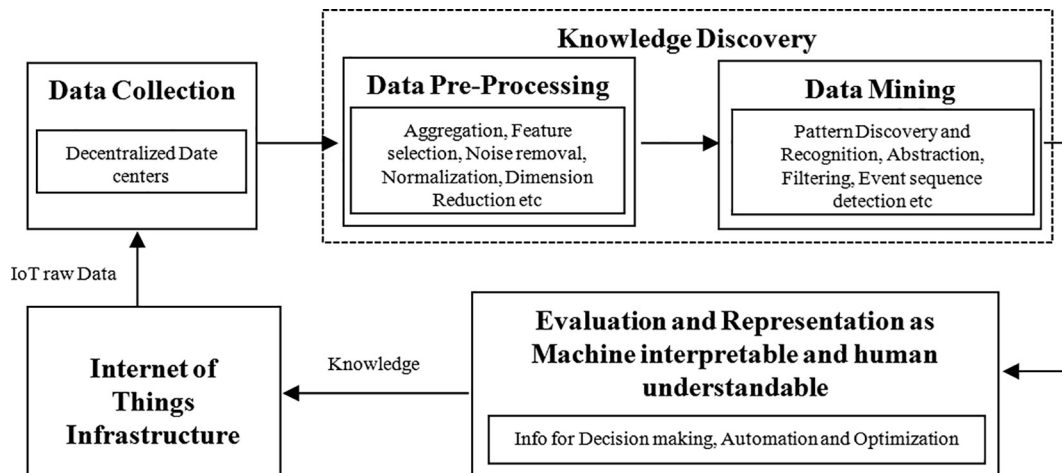 Knowledge Discovery
Data Collection
Decentralized Date
centers
Data Pre-Processing
Aggregation, Feature
selection, Noise removal,
Normalization, Dimension
Reduction etc
Data Mining
Pattern Discovery and
Recognition, Abstraction,
Filtering, Event sequence
detection etc
IoT raw Data
Internet of
Things
Infrastructure
Knowledge
Evaluation and Representation as
Machine interpretable and human
understandable
Info for Decision making, Automation and Optimization